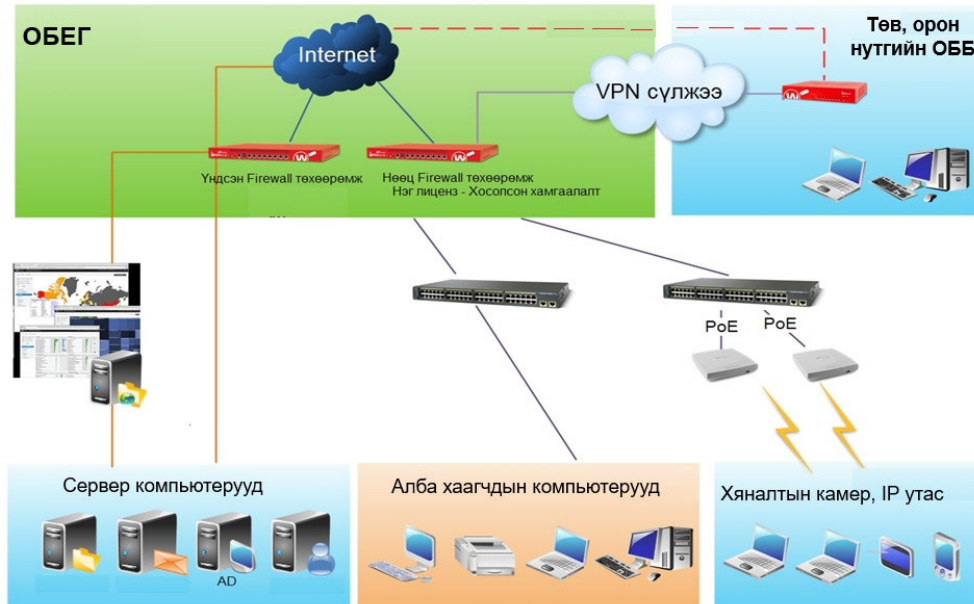 ОБЕГ
Internet
Төв, орон
нутгийн ОББ
VPN сүлжээ
Үндсэн Firewall төхөөрөмж
Нөөц Firewall төхөөрөмж
Нэг лиценз - Хосолсон хамгаалалт
PoE
PoE
Сервер компьютерууд
AD
Алба хаагчдын компьютерууд
Хяналтын камер, IP утас